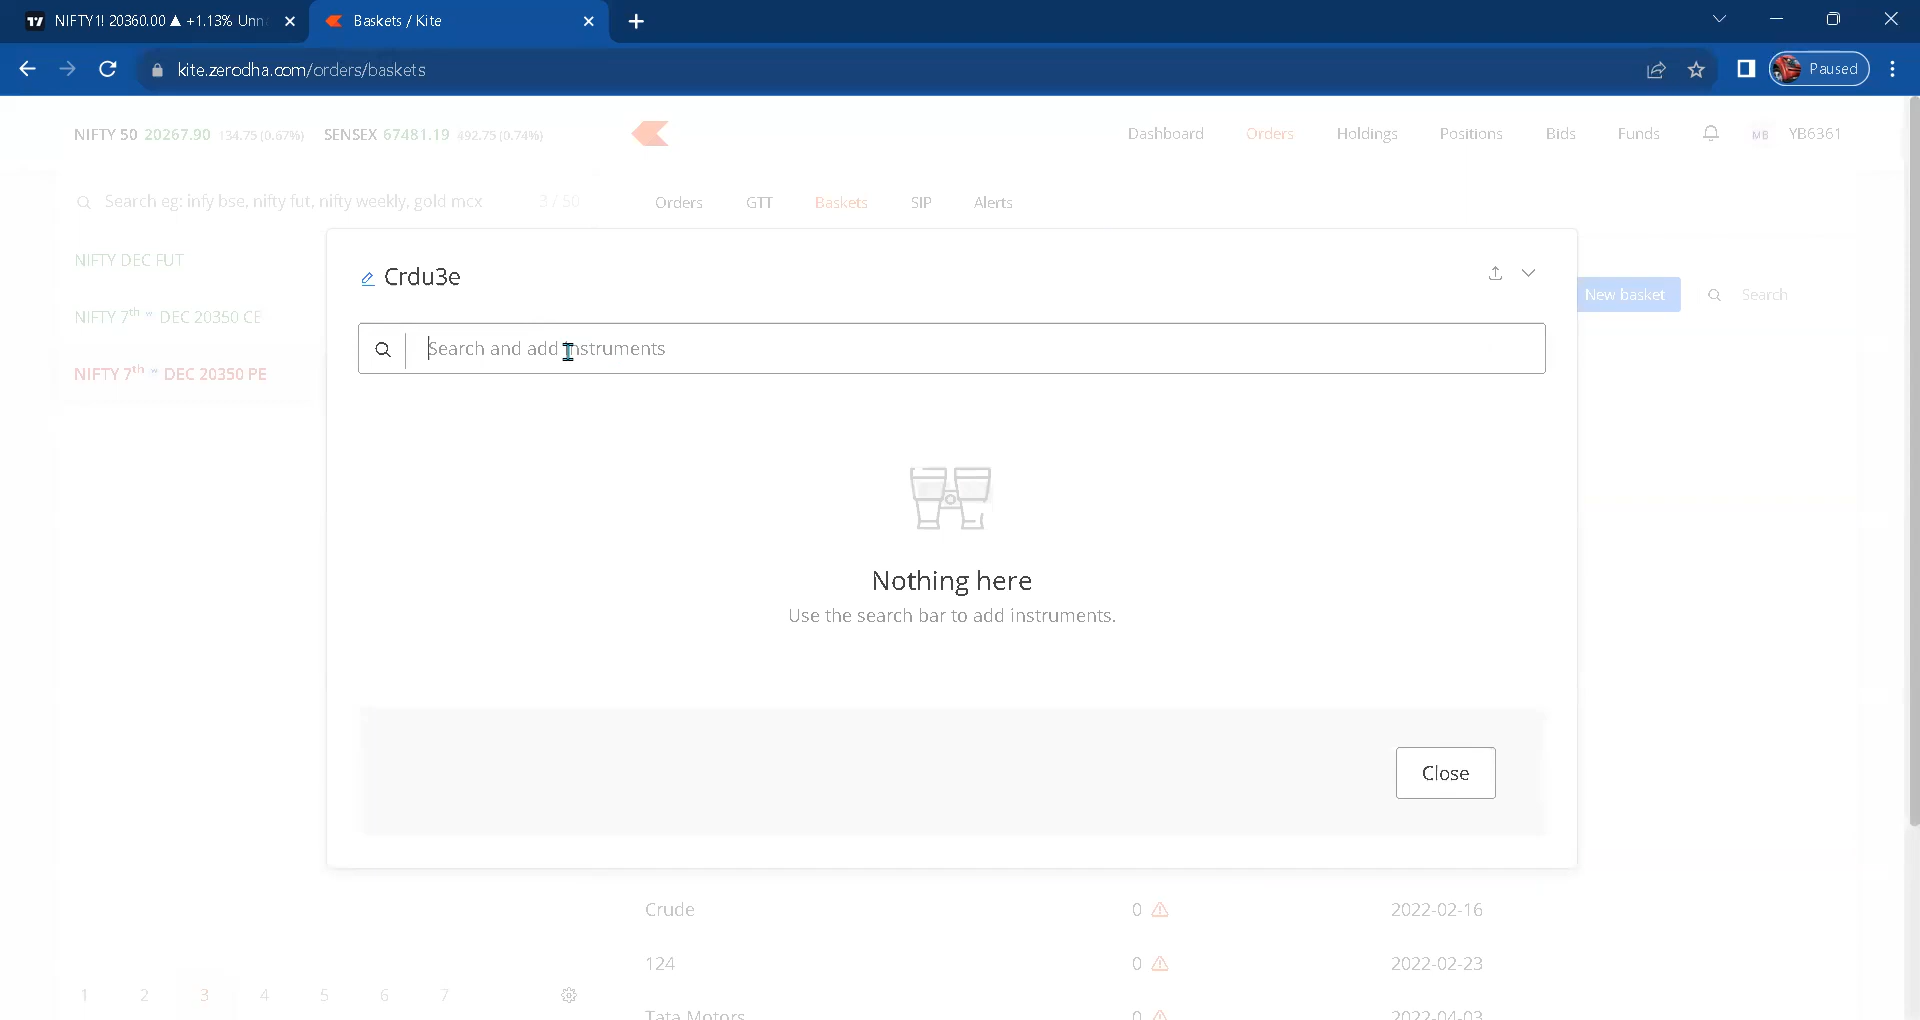 NIFTY1! 20360.00 ▲ +1.13% Unn
Baskets / Kite
kite.zerodha.com/orders/baskets
Paused
NIFTY 50 20267.90 134.75 (0.67%) SENSEX 67481.19 492.75 (0.74%)
Dashboard Orders Holdings Positions Bids Funds MB YB6361
Search eg: infy bse, nifty fut, nifty weekly, gold mcx 3 / 50
Orders GTT Baskets SIP Alerts
NIFTY DEC FUT
NIFTY 7th w DEC 20350 CE
NIFTY 7th w DEC 20350 PE
Crdu3e
New basket Search
Search and add instruments
Nothing here
Use the search bar to add instruments.
Close
Crude 0 2022-02-16
124 0 2022-02-23
Tata Motors 0 2022-04-03
1 2 3 4 5 6 7